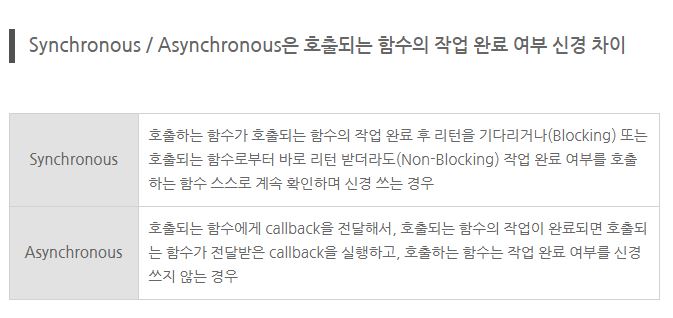 Synchronous / Asynchronous은 호출되는 함수의 작업 완료 여부 신경 차이
Synchronous
호출하는 함수가 호출되는 함수의 작업 완료 후 리턴을 기다리거나(Blocking) 또는
호출되는 함수로부터 바로 리턴 받더라도(Non-Blocking) 작업 완료 여부를 호출
하는 함수 스스로 계속 확인하며 신경 쓰는 경우
Asynchronous
호출되는 함수에게 callback을 전달해서, 호출되는 함수의 작업이 완료되면 호출되
는 함수가 전달받은 callback을 실행하고, 호출하는 함수는 작업 완료 여부를 신경
쓰지 않는 경우